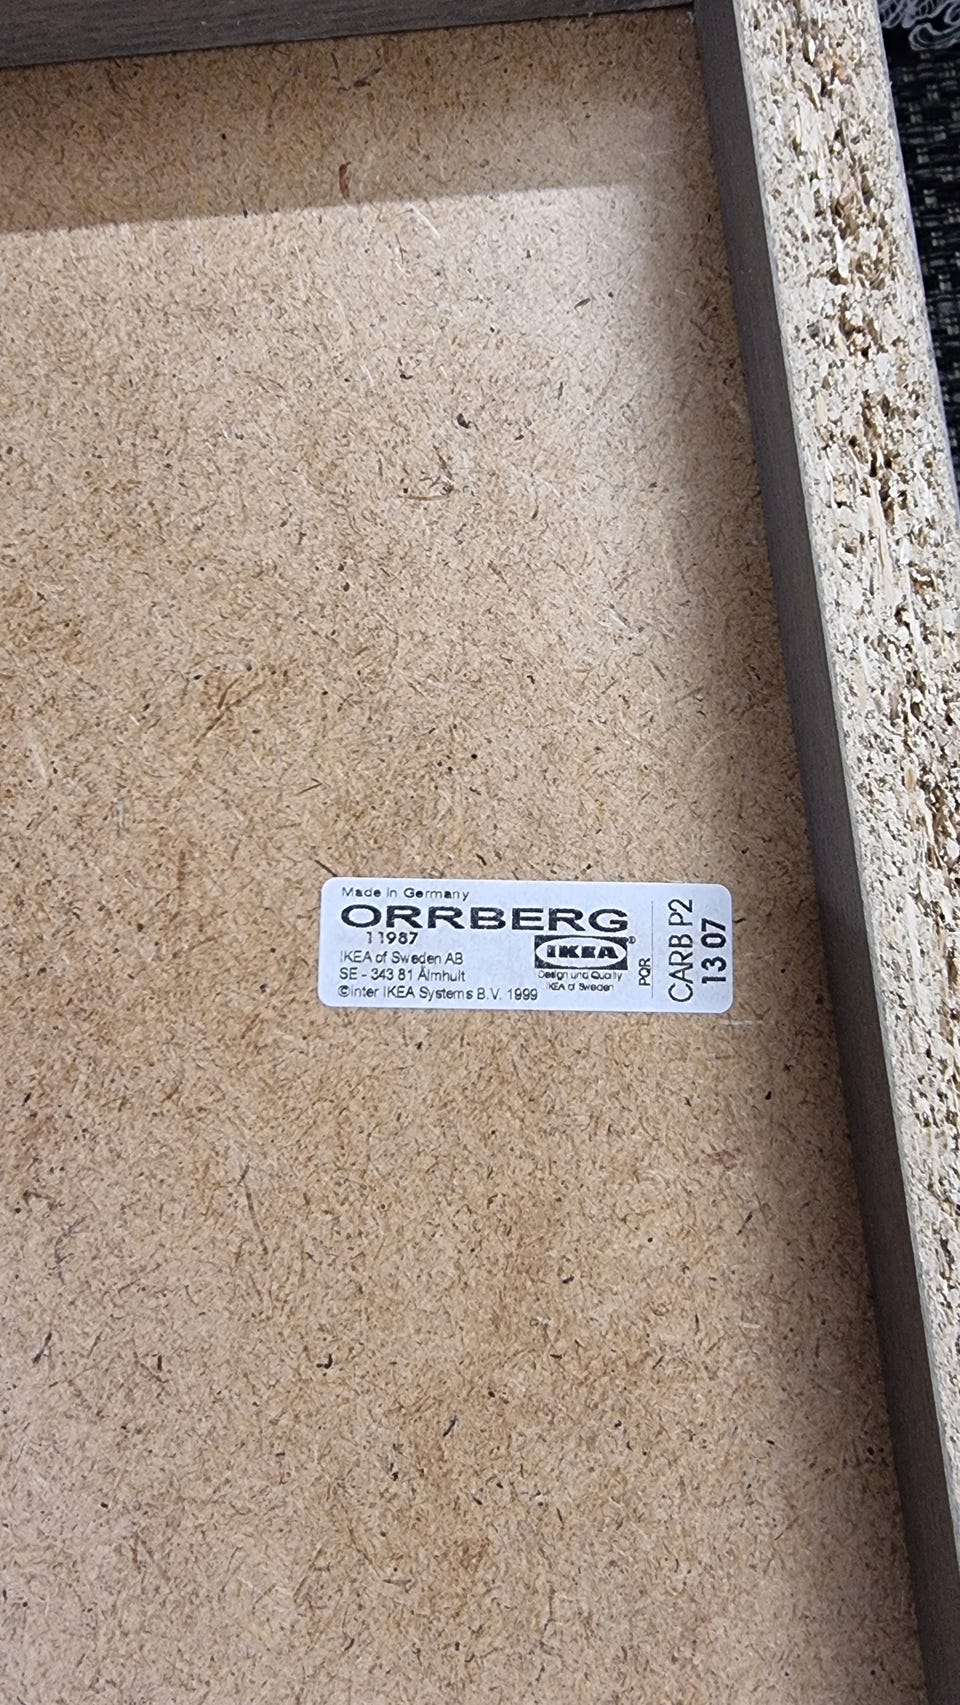 Made in Germany
ORRBERG
11987
IKEA of Sweden AB
SE - 343 81 Älmhult
©Inter IKEA Systems B.V. 1999
IKEA®
Design und Quality
IKEA of Sweden
PQR
CARB P2
13 07